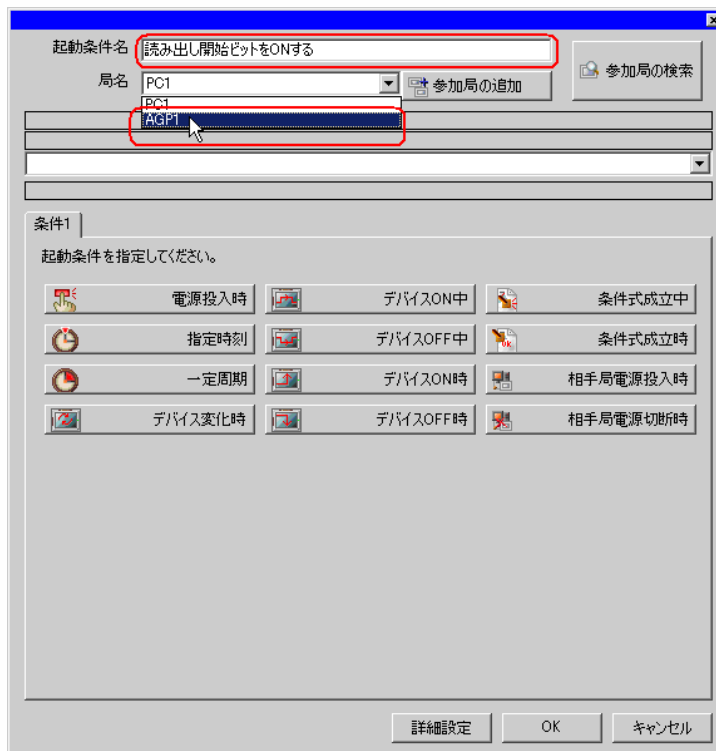 起動条件名 読み出し開始ビットをONする
参加局の検索
局名 PC1 参加局の追加
PC1
AGP1
条件1
起動条件を指定してください。
電源投入時 デバイスON中 条件式成立中
指定時刻 デバイスOFF中 条件式成立時
一定周期 デバイスON時 相手局電源投入時
デバイス変化時 デバイスOFF時 相手局電源切断時
詳細設定 OK キャンセル